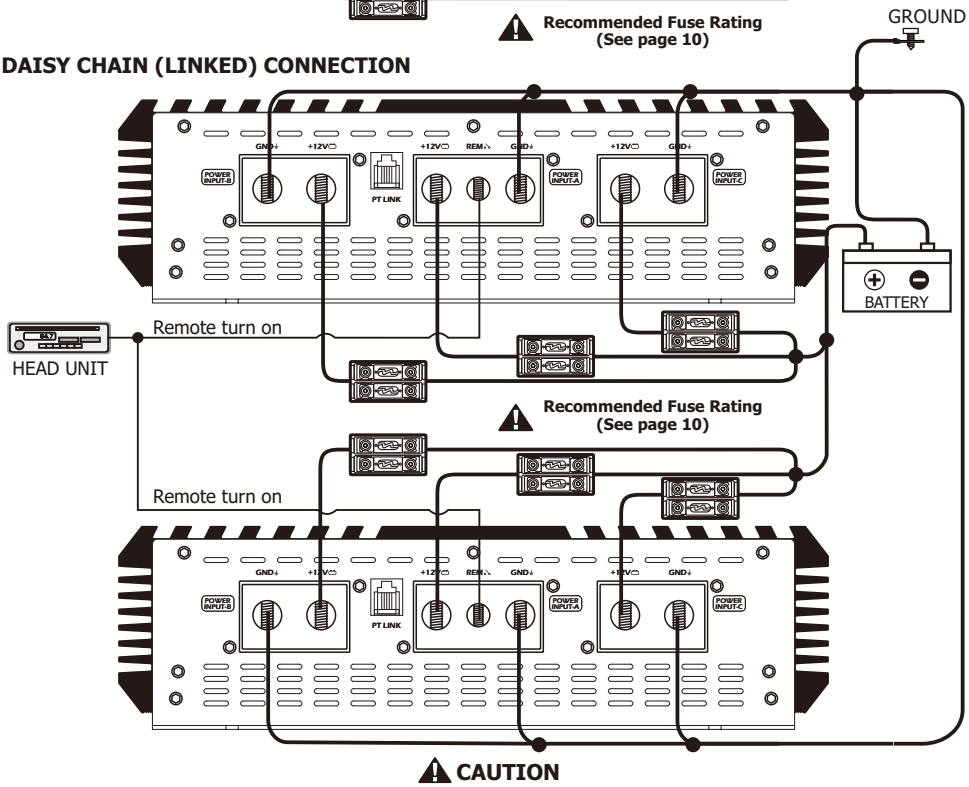 Recommended Fuse Rating
(See page 10)
GROUND
DAISY CHAIN (LINKED) CONNECTION
GND +12V +12V REM GND +12V GND
POWER INPUT-B
PT LINK
POWER INPUT-A
POWER INPUT-C
BATTERY
84.7
HEAD UNIT
Remote turn on
Recommended Fuse Rating
(See page 10)
Remote turn on
GND +12V +12V REM GND +12V GND
POWER INPUT-B
PT LINK
POWER INPUT-A
POWER INPUT-C
CAUTION